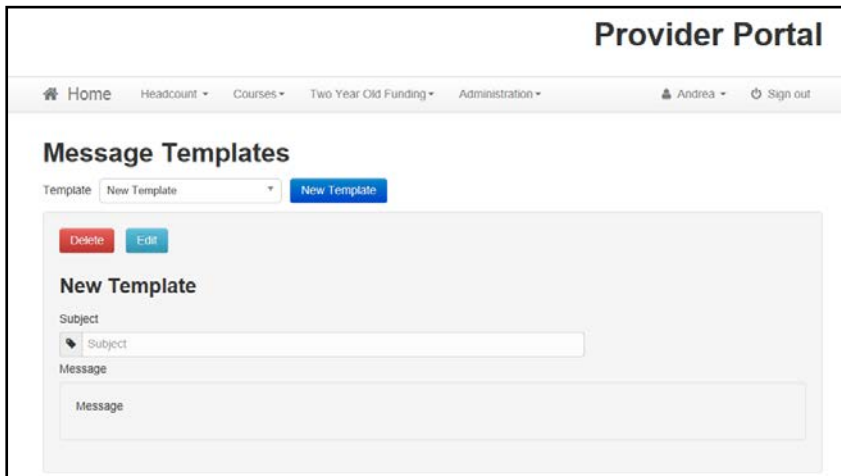 Provider Portal
Home Headcount Courses Two Year Old Funding Administration Andrea Sign out
Message Templates
Template New Template New Template
Delete Edit
New Template
Subject
Subject
Message
Message